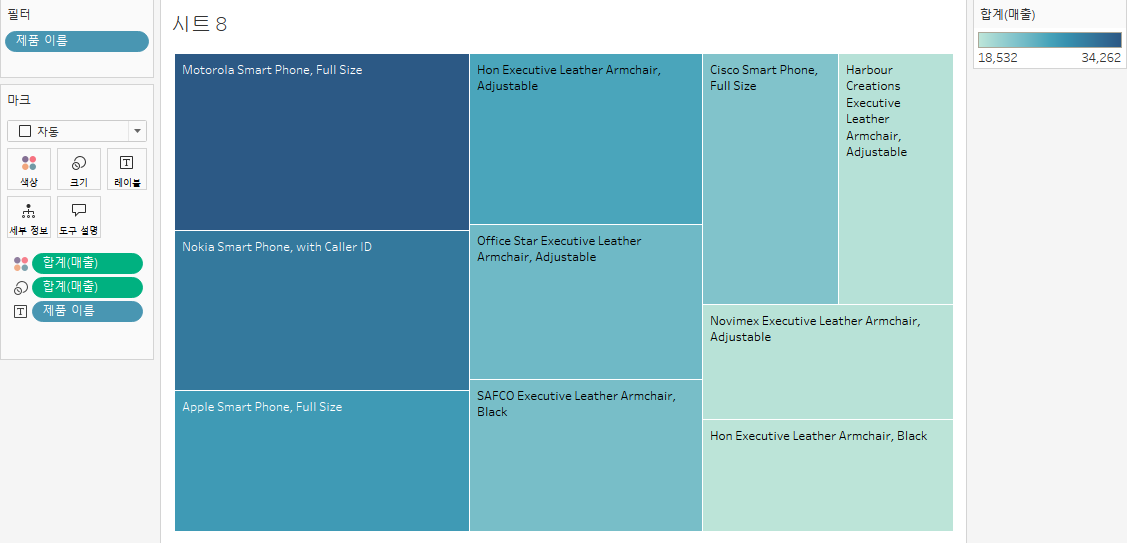 필터
제품 이름
마크
자동
색상
크기
레이블
세부 정보
도구 설명
합계(매출)
합계(매출)
제품 이름
시트 8
Motorola Smart Phone, Full Size
Nokia Smart Phone, with Caller ID
Apple Smart Phone, Full Size
Hon Executive Leather Armchair,
Adjustable
Office Star Executive Leather
Armchair, Adjustable
SAFCO Executive Leather Armchair,
Black
Cisco Smart Phone,
Full Size
Harbour
Creations
Executive
Leather
Armchair,
Adjustable
Novimex Executive Leather Armchair,
Adjustable
Hon Executive Leather Armchair, Black
합계(매출)
18,532 34,262